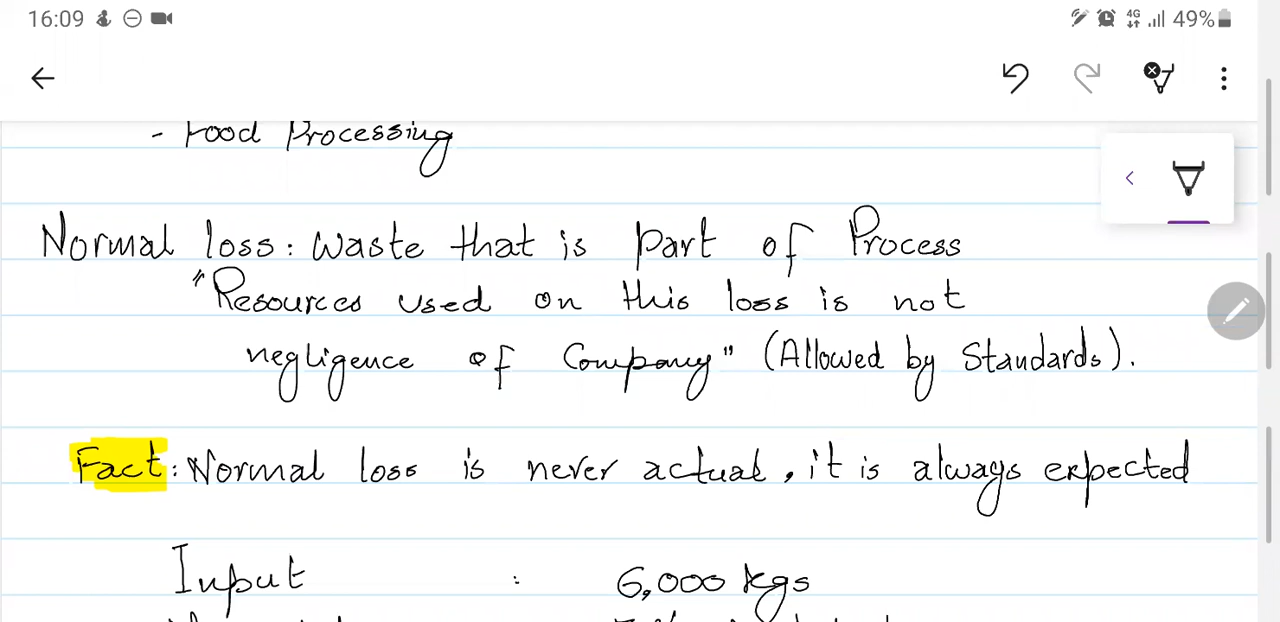 16:09 4G 49%
- Food Processing
Normal loss: Waste that is part of Process
"Resources used on this loss is not
negligence of Company" (Allowed by Standards).
Fact: Normal loss is never actual, it is always expected
Input : 6,000 kgs